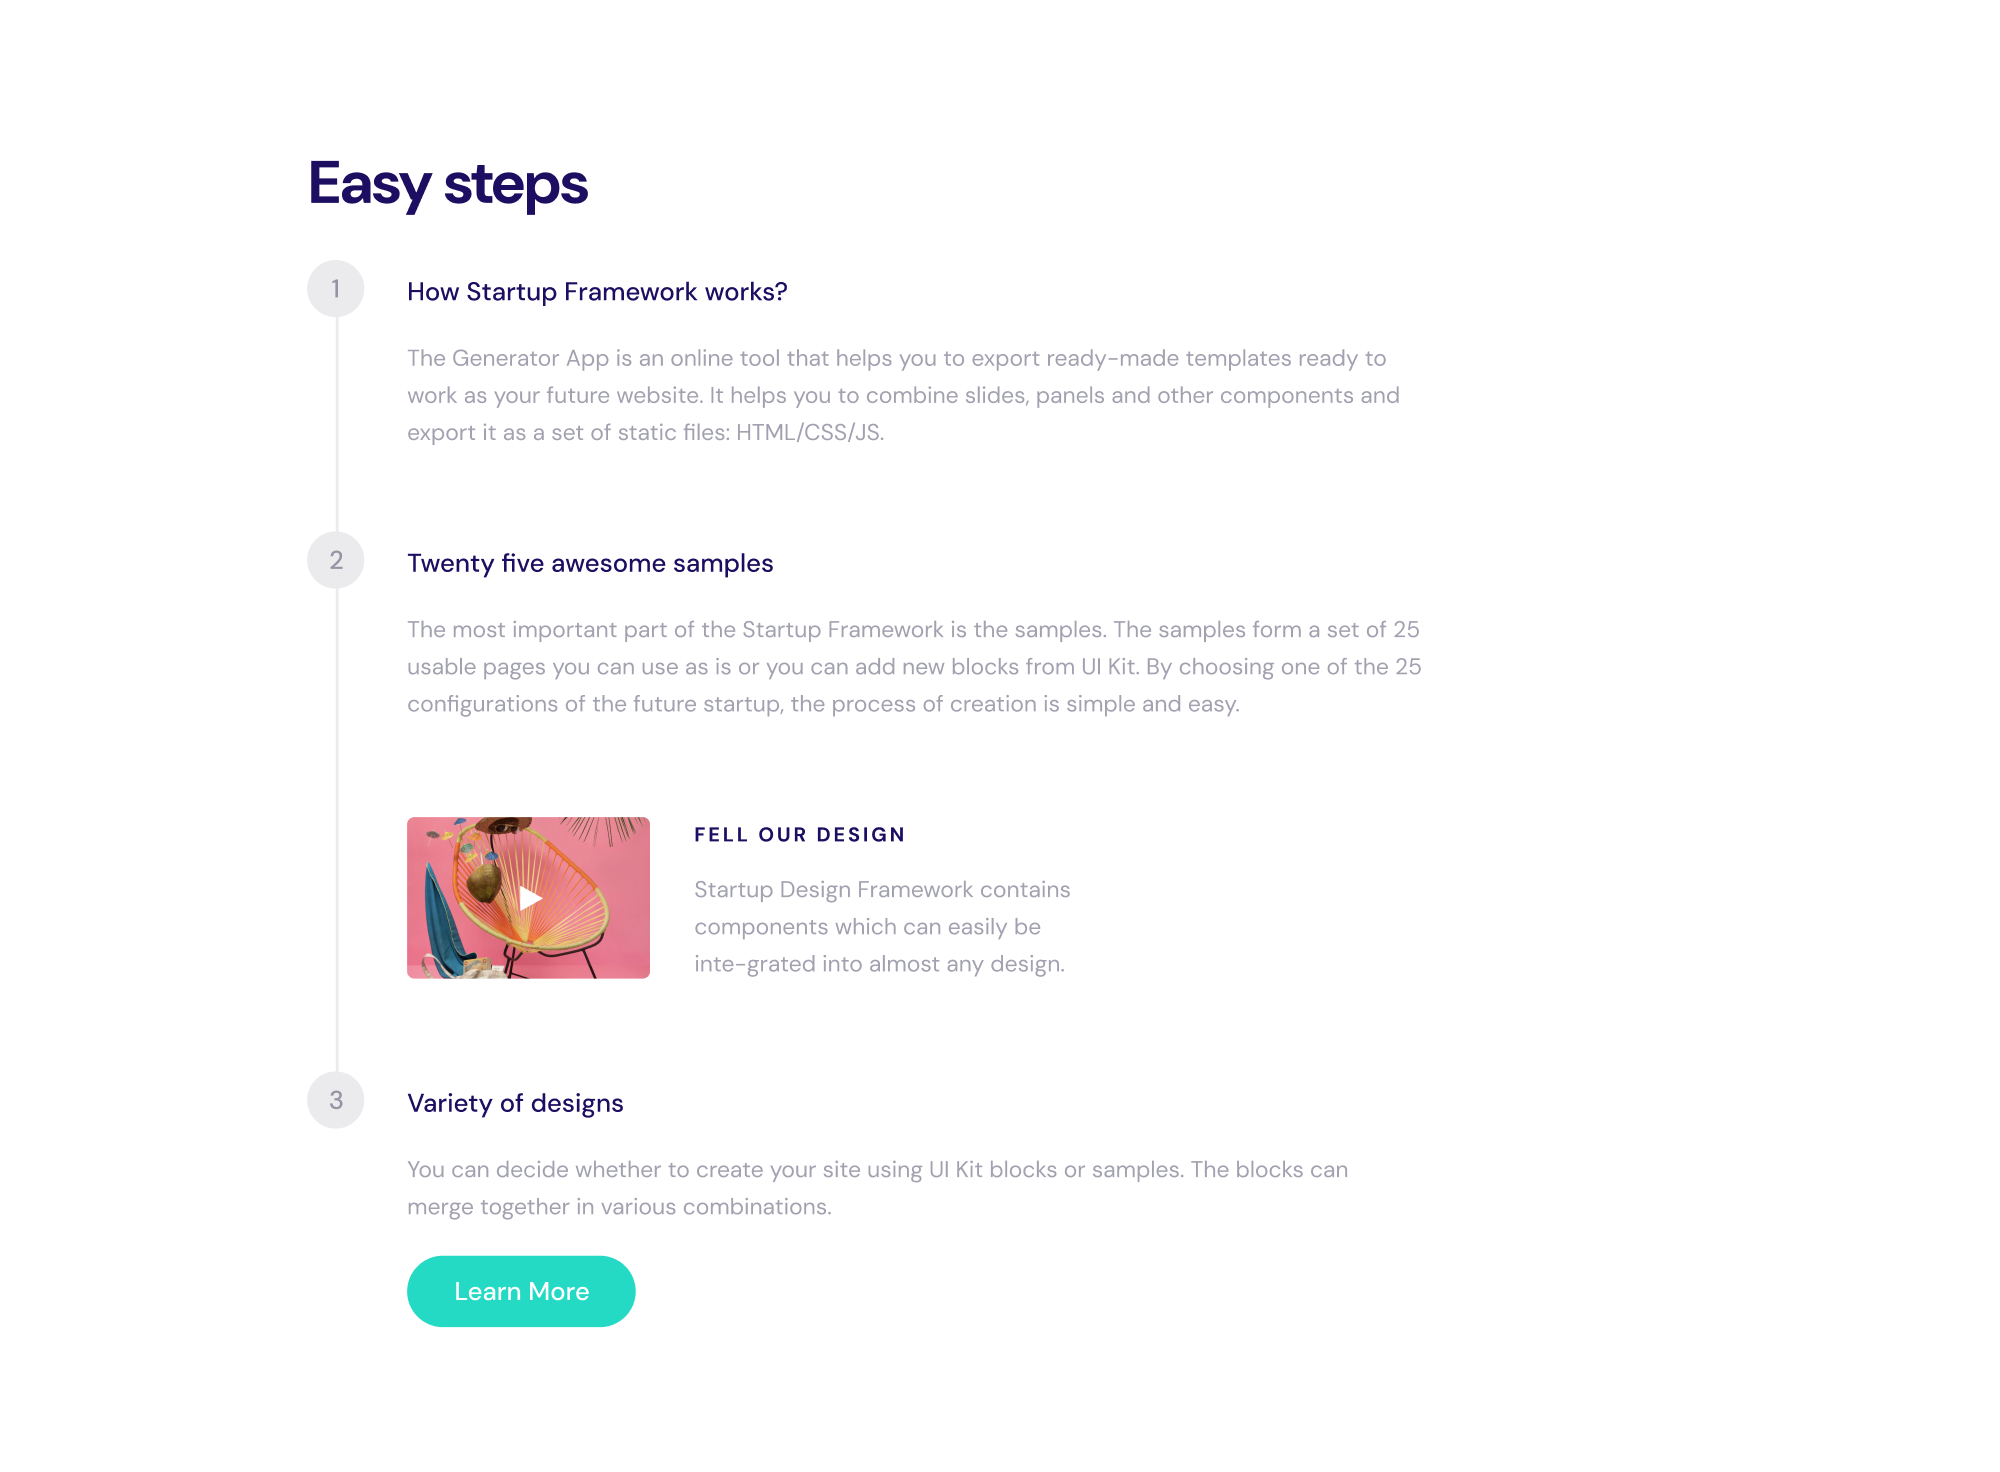 Easy steps
1
How Startup Framework works?
The Generator App is an online tool that helps you to export ready-made templates ready to
work as your future website. It helps you to combine slides, panels and other components and
export it as a set of static files: HTML/CSS/JS.
2
Twenty five awesome samples
The most important part of the Startup Framework is the samples. The samples form a set of 25
usable pages you can use as is or you can add new blocks from UI Kit. By choosing one of the 25
configurations of the future startup, the process of creation is simple and easy.
FELL OUR DESIGN
Startup Design Framework contains
components which can easily be
inte-grated into almost any design.
3
Variety of designs
You can decide whether to create your site using UI Kit blocks or samples. The blocks can
merge together in various combinations.
Learn More